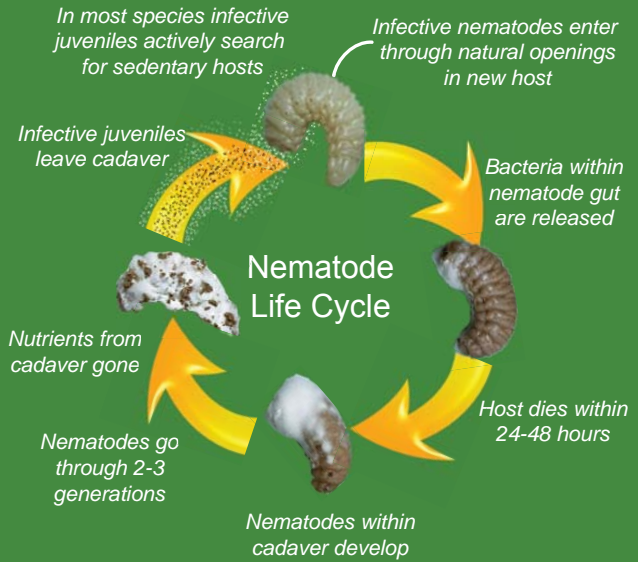 In most species infective
juveniles actively search
for sedentary hosts
Infective nematodes enter
through natural openings
in new host
Infective juveniles
leave cadaver
Bacteria within
nematode gut
are released
Nematode
Life Cycle
Nutrients from
cadaver gone
Host dies within
24-48 hours
Nematodes go
through 2-3
generations
Nematodes within
cadaver develop